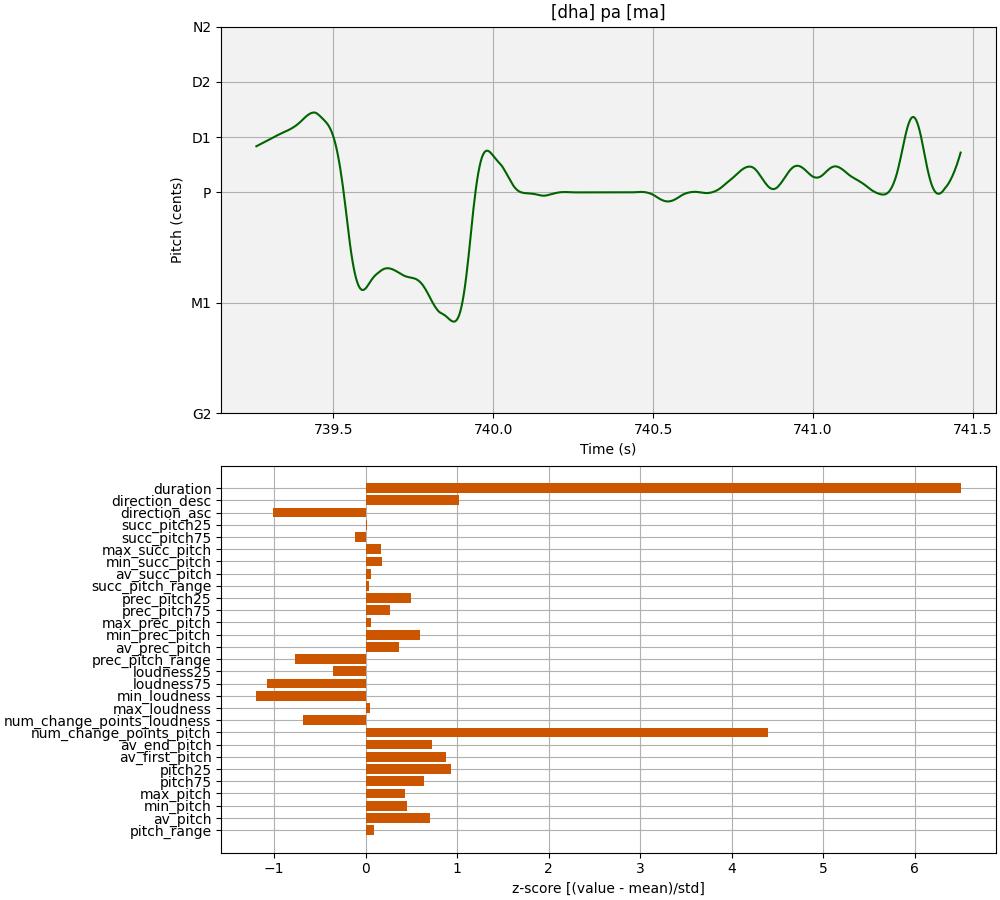 [dha] pa [ma]
N2
D2
D1
P
M1
G2
Pitch (cents)
739.5 740.0 740.5 741.0 741.5
Time (s)
duration
direction_desc
direction_asc
succ_pitch25
succ_pitch75
max_succ_pitch
min_succ_pitch
av_succ_pitch
succ_pitch_range
prec_pitch25
prec_pitch75
max_prec_pitch
min_prec_pitch
av_prec_pitch
prec_pitch_range
loudness25
loudness75
min_loudness
max_loudness
num_change_points_loudness
num_change_points_pitch
av_end_pitch
av_first_pitch
pitch25
pitch75
max_pitch
min_pitch
av_pitch
pitch_range
−1 0 1 2 3 4 5 6
z-score [(value - mean)/std]